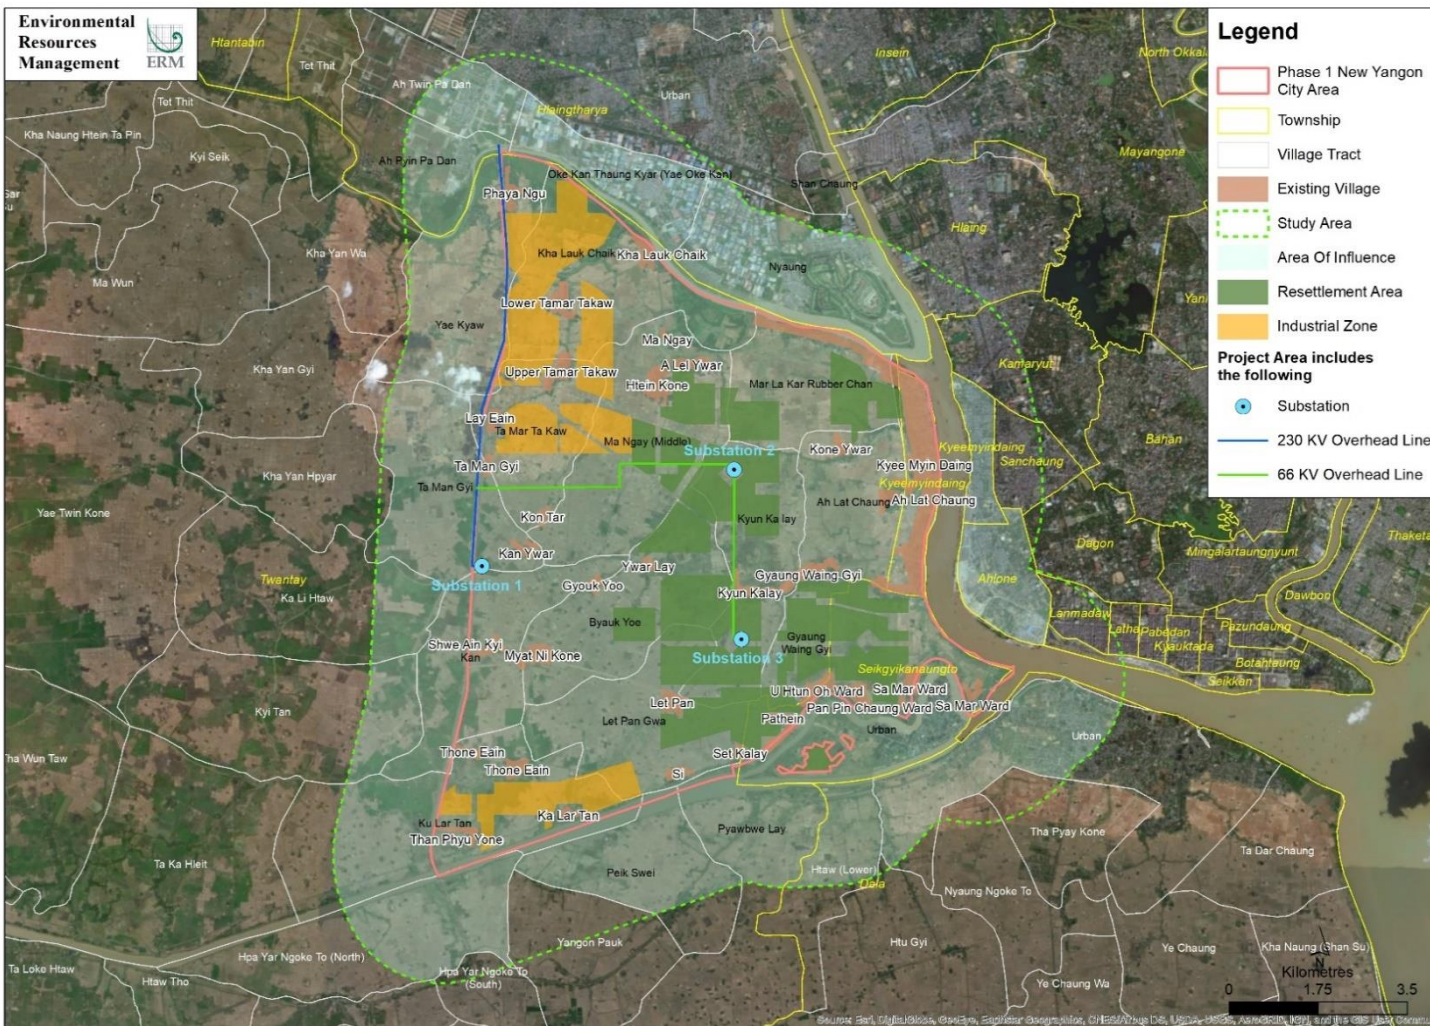 Environmental
Resources
Management
ERM
Legend
Phase 1 New Yangon
City Area
Township
Village Tract
Existing Village
Study Area
Area Of Influence
Resettlement Area
Industrial Zone
Project Area includes
the following
Substation
230 KV Overhead Line
66 KV Overhead Line
Htantabin
Tet Thit
Ah Twin Pa Dan
Urban
Insein
North Okkal
Tet Thit
Kha Naung Htein Ta Pin
Kyi Seik
Hlaingtharya
Mayangone
Ah Pyin Pa Dan
Oke Kan Thaung Kyar (Yae Oke Kan)
Shan Chaung
Phaya Ngu
Hlaing
Kha Yan Wa
Kha Lauk Chaik
Kha Lauk Chaik
Nyaung
Ma Wun
Lower Tamar Takaw
Yae Kyaw
Ma Ngay
Kha Yan Gyi
Upper Tamar Takaw
A Lel Ywar
Htein Kone
Mar La Kar Rubber Chan
Kamaryut
Lay Eain
Ta Mar Ta Kaw
Ma Ngay (Middle)
Substation 2
Kone Ywar
Kyeemyindaing
Sanchaung
Bahan
Ta Man Gyi
Kyee Myin Daing
Kha Yan Hpyar
Ta Man Gyi
Kyeemyindaing
Yae Twin Kone
Kon Tar
Kyun Ka lay
Ah Lat Chaung
Ah Lat Chaung
Thaketa
Kan Ywar
Dagon
Mingalartaungnyunt
Twantay
Substation 1
Ywar Lay
Gyouk Yoo
Gyaung Waing Gyi
Ahlone
Ka Li Htaw
Kyun Kalay
Dawbon
Byauk Yoe
Lanmadaw
Latha
Pabedan
Kyauktada
Pazundaung
Botahtaung
Seikkan
Shwe Ain Kyi
Kan
Myat Ni Kone
Substation 3
Gyaung
Waing Gyi
Seikgyikanaungto
Kyi Tan
Let Pan
Let Pan Gwa
U Htun Oh Ward
Sa Mar Ward
Pan Pin Chaung Ward
Sa Mar Ward
Pathein
Urban
Urban
Tha Wun Taw
Thone Eain
Thone Eain
Set Kalay
Si
Ku Lar Tan
Ka Lar Tan
Than Phyu Yone
Pyawbwe Lay
Tha Pyay Kone
Ta Dar Chaung
Ta Ka Hleit
Peik Swei
Htaw (Lower)
Dala
Nyaung Ngoke To
Yangon Pauk
Htu Gyi
Ye Chaung
Kha Naung (Shan Su)
Hpa Yar Ngoke To (North)
Ta Loke Htaw
Htaw Tho
Hpa Yar Ngoke To
(South)
Ye Chaung Wa
N
Kilometres
0 1.75 3.5